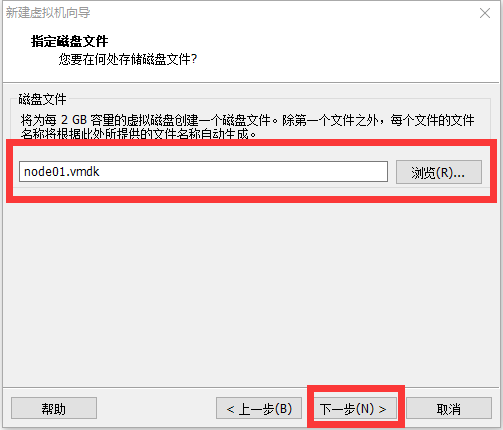 新建虚拟机向导
指定磁盘文件
您要在何处存储磁盘文件?
磁盘文件
将为每 2 GB 容量的虚拟磁盘创建一个磁盘文件。除第一个文件之外，每个文件的文件
名称将根据此处所提供的文件名称自动生成。
node01.vmdk
浏览(R)...
帮助
< 上一步(B)
下一步(N) >
取消